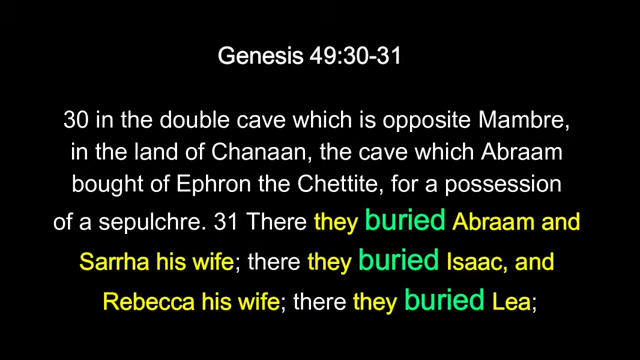 Genesis 49:30-31
30 in the double cave which is opposite Mambre,
in the land of Chanaan, the cave which Abraam
bought of Ephron the Chettite, for a possession
of a sepulchre. 31 There they buried Abraam and
Sarrha his wife; there they buried Isaac, and
Rebecca his wife; there they buried Lea;